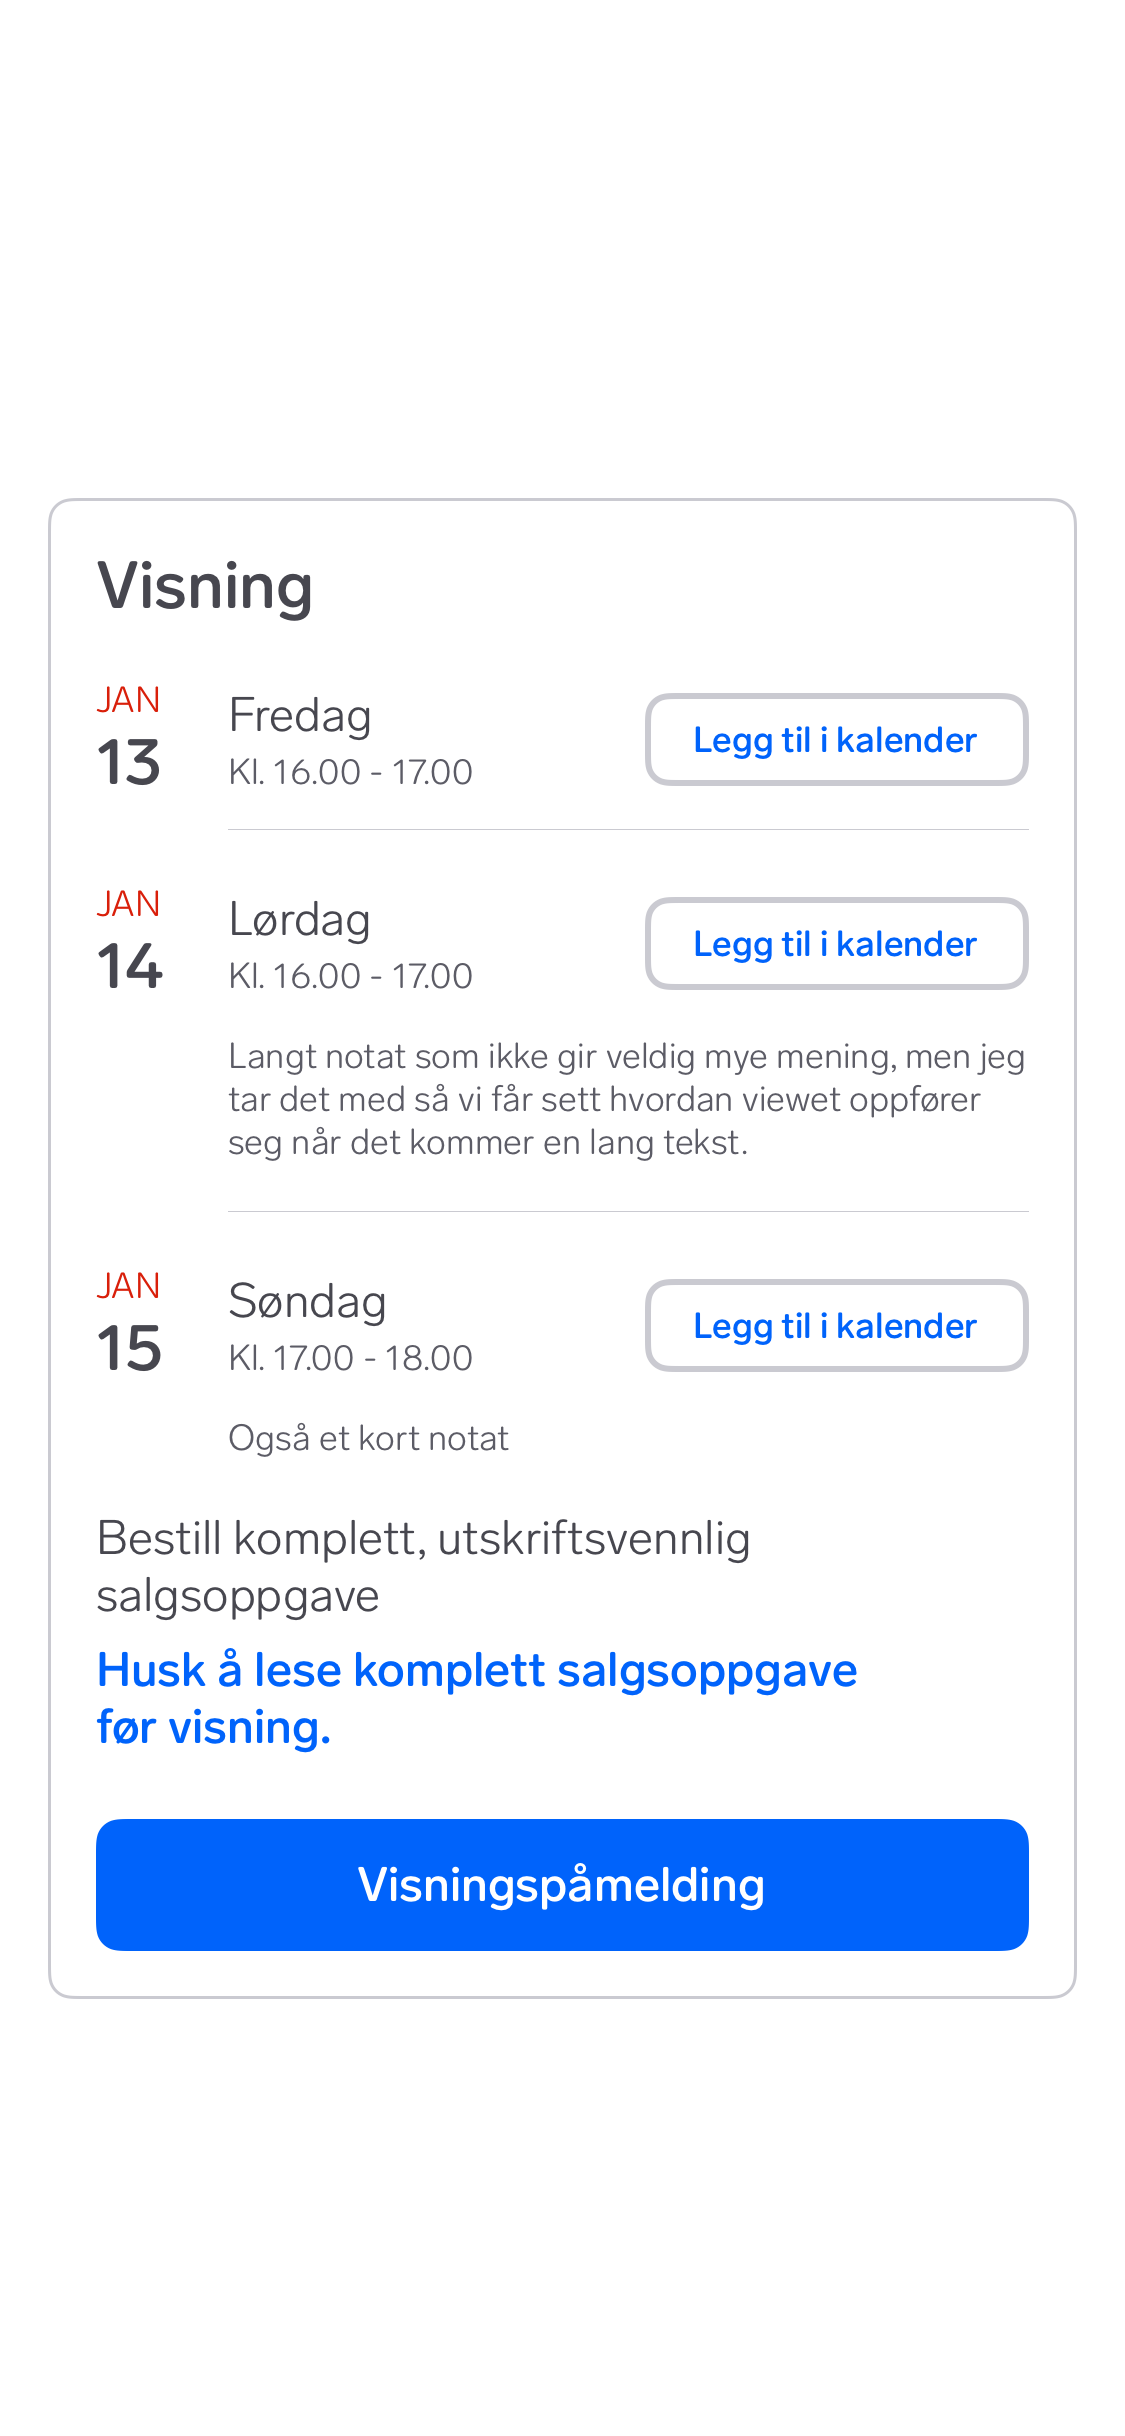 Visning
JAN
13
Fredag
Kl. 16.00 - 17.00
Legg til i kalender
JAN
14
Lørdag
Kl. 16.00 - 17.00
Legg til i kalender
Langt notat som ikke gir veldig mye mening, men jeg
tar det med så vi får sett hvordan viewet oppfører
seg når det kommer en lang tekst.
JAN
15
Søndag
Kl. 17.00 - 18.00
Legg til i kalender
Også et kort notat
Bestill komplett, utskriftsvennlig
salgsoppgave
Husk å lese komplett salgsoppgave
før visning.
Visningspåmelding